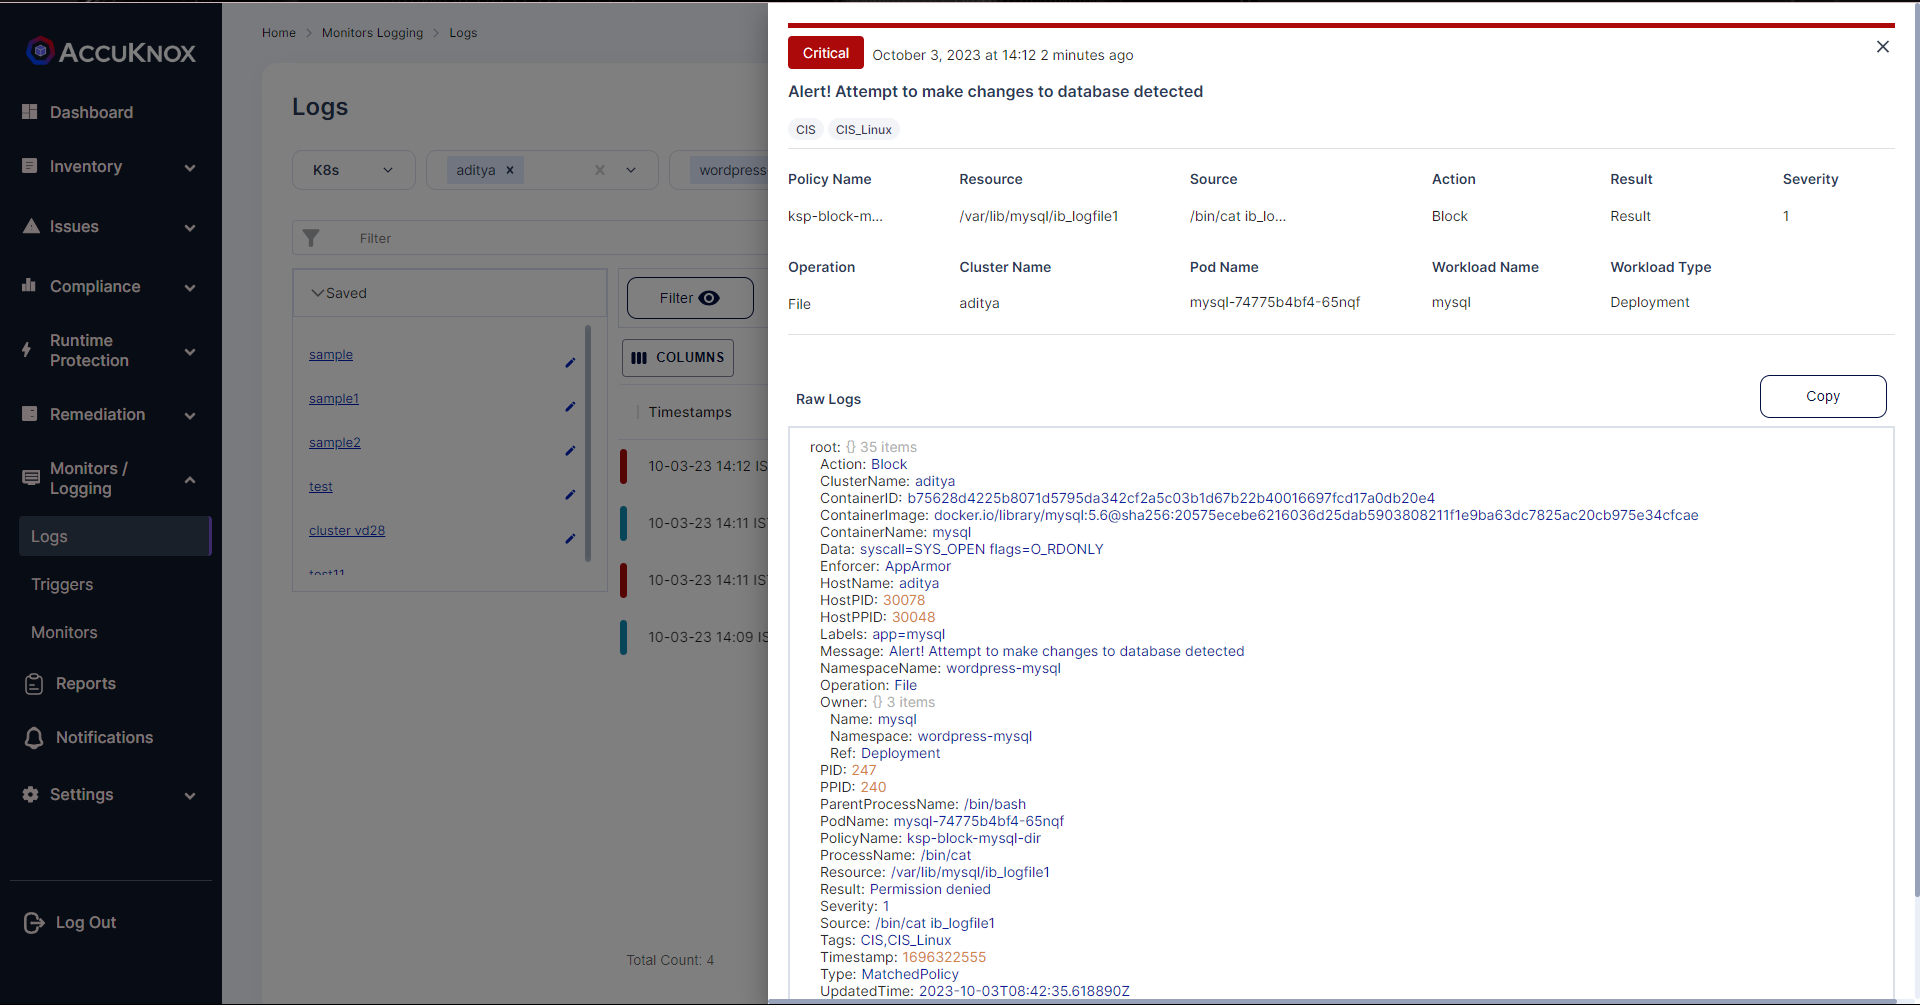 ACCUKNOX
Dashboard
Inventory
Issues
Compliance
Runtime
Protection
Remediation
Monitors /
Logging
Logs
Triggers
Monitors
Reports
Notifications
Settings
Log Out
Home > Monitors Logging > Logs
Logs
K8s
aditya ×
wordpress
Filter
Saved
sample
sample1
sample2
test
cluster vd28
test11
Filter
COLUMNS
Timestamps
10-03-23 14:12 IS
10-03-23 14:11 IS
10-03-23 14:11 IS
10-03-23 14:09 IS
Total Count: 4
Critical October 3, 2023 at 14:12 2 minutes ago
Alert! Attempt to make changes to database detected
CIS CIS_Linux
Policy Name Resource Source Action Result Severity
ksp-block-m... /var/lib/mysql/ib_logfile1 /bin/cat ib_lo... Block Result 1
Operation Cluster Name Pod Name Workload Name Workload Type
File aditya mysql-74775b4bf4-65nqf mysql Deployment
Raw Logs
Copy
root: {} 35 items
Action: Block
ClusterName: aditya
ContainerID: b75628d4225b8071d5795da342cf2a5c03b1d67b22b40016697fcd17a0db20e4
ContainerImage: docker.io/library/mysql:5.6@sha256:20575ecebe6216036d25dab5903808211f1e9ba63dc7825ac20cb975e34cfcae
ContainerName: mysql
Data: syscall=SYS_OPEN flags=O_RDONLY
Enforcer: AppArmor
HostName: aditya
HostPID: 30078
HostPPID: 30048
Labels: app=mysql
Message: Alert! Attempt to make changes to database detected
NamespaceName: wordpress-mysql
Operation: File
Owner: {} 3 items
Name: mysql
Namespace: wordpress-mysql
Ref: Deployment
PID: 247
PPID: 240
ParentProcessName: /bin/bash
PodName: mysql-74775b4bf4-65nqf
PolicyName: ksp-block-mysql-dir
ProcessName: /bin/cat
Resource: /var/lib/mysql/ib_logfile1
Result: Permission denied
Severity: 1
Source: /bin/cat ib_logfile1
Tags: CIS,CIS_Linux
Timestamp: 1696322555
Type: MatchedPolicy
UpdatedTime: 2023-10-03T08:42:35.618890Z